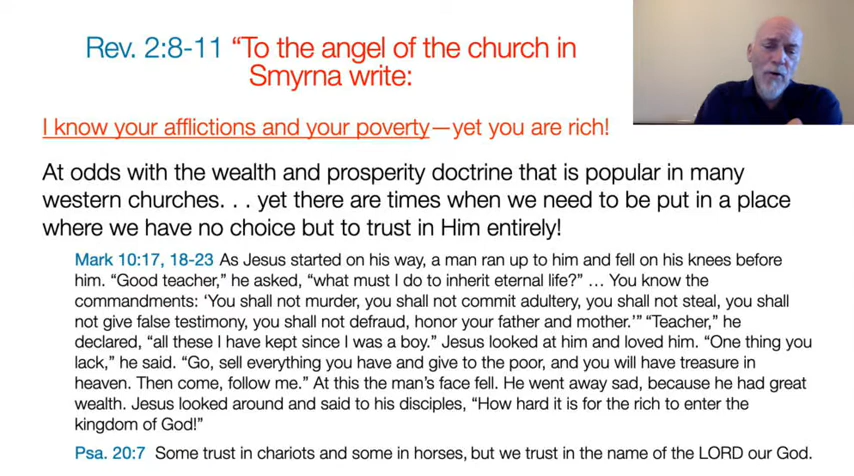 Rev. 2:8-11 “To the angel of the church in
Smyrna write:
I know your afflictions and your poverty—yet you are rich!
At odds with the wealth and prosperity doctrine that is popular in many
western churches. . . yet there are times when we need to be put in a place
where we have no choice but to trust in Him entirely!
Mark 10:17, 18-23 As Jesus started on his way, a man ran up to him and fell on his knees before
him. “Good teacher,” he asked, “what must I do to inherit eternal life?” … You know the
commandments: ‘You shall not murder, you shall not commit adultery, you shall not steal, you shall
not give false testimony, you shall not defraud, honor your father and mother.’” “Teacher,” he
declared, “all these I have kept since I was a boy.” Jesus looked at him and loved him. “One thing you
lack,” he said. “Go, sell everything you have and give to the poor, and you will have treasure in
heaven. Then come, follow me.” At this the man’s face fell. He went away sad, because he had great
wealth. Jesus looked around and said to his disciples, “How hard it is for the rich to enter the
kingdom of God!”
Psa. 20:7 Some trust in chariots and some in horses, but we trust in the name of the LORD our God.